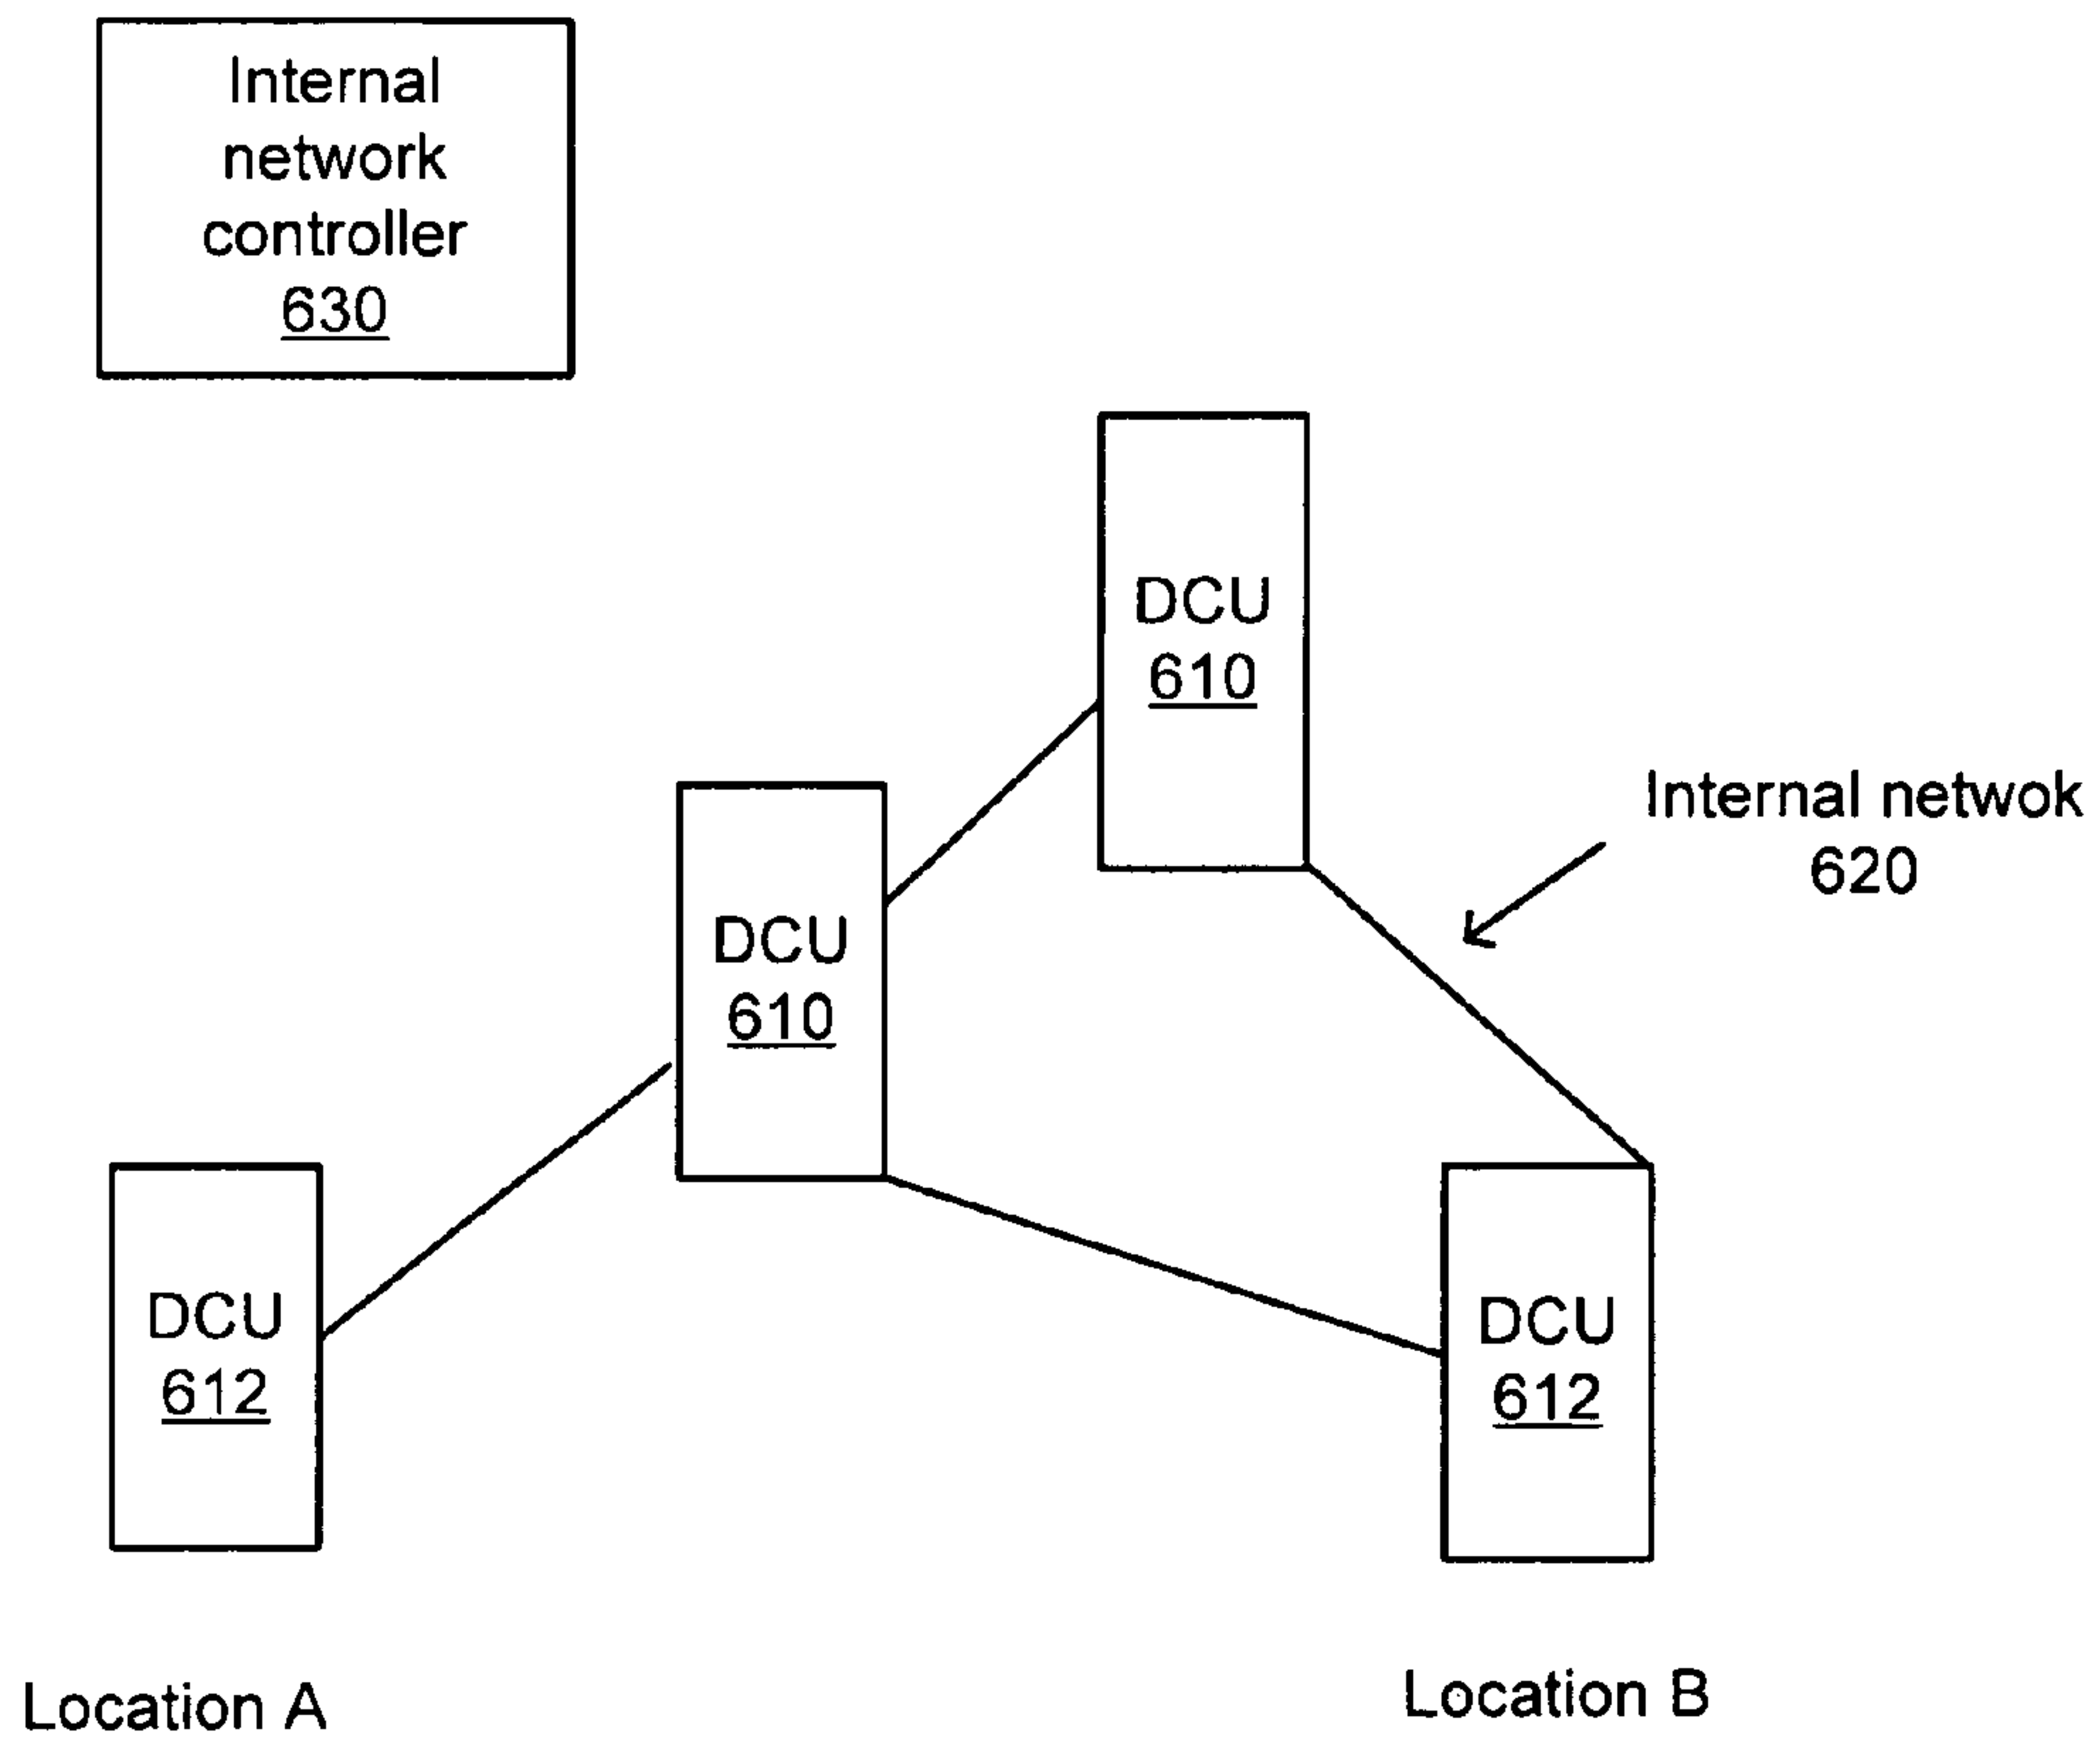 Internal
network
controller
630
DCU
610
Internal netwok
620
DCU
610
DCU
612
DCU
612
Location A
Location B